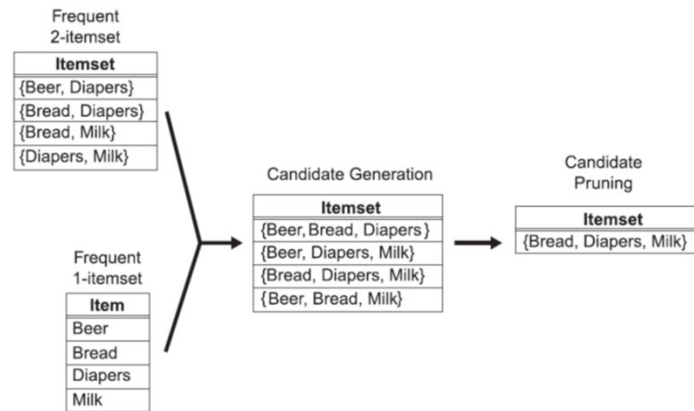 Frequent
2-itemset
Itemset
{Beer, Diapers}
{Bread, Diapers}
{Bread, Milk}
{Diapers, Milk}
Frequent
1-itemset
Item
Beer
Bread
Diapers
Milk
Candidate Generation
Itemset
{Beer, Bread, Diapers}
{Beer, Diapers, Milk}
{Bread, Diapers, Milk}
{Beer, Bread, Milk}
Candidate
Pruning
Itemset
{Bread, Diapers, Milk}